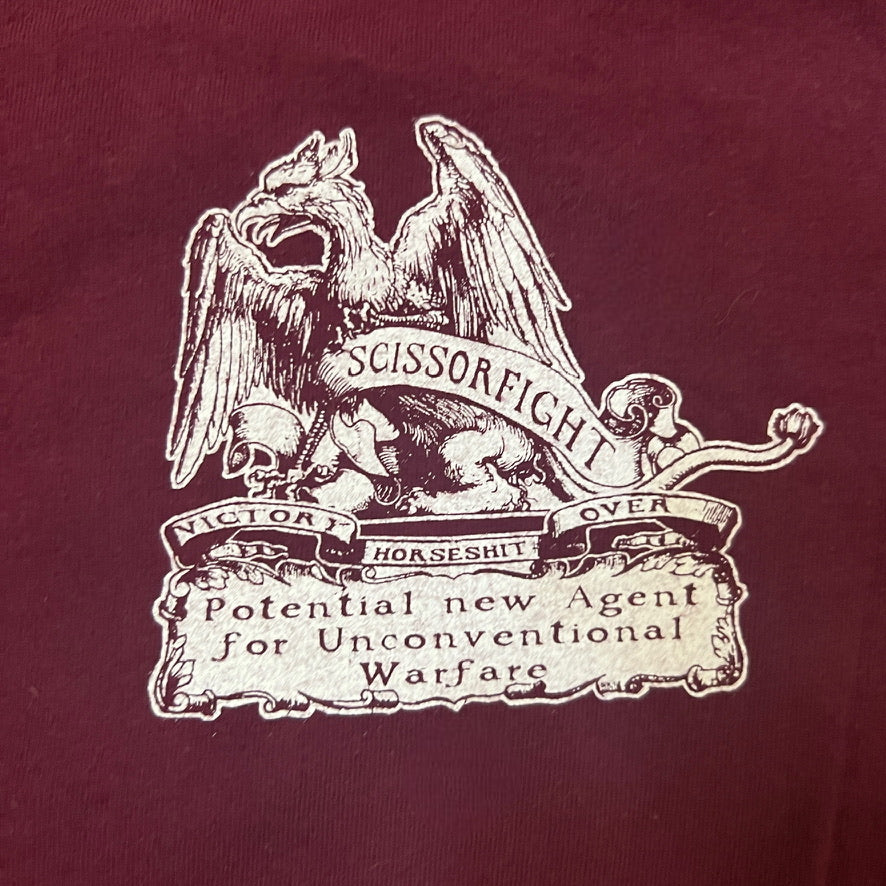 SCISSORFIGHT
VICTORY OVER
HORSESHIT
Potential new Agent
for Unconventional
Warfare